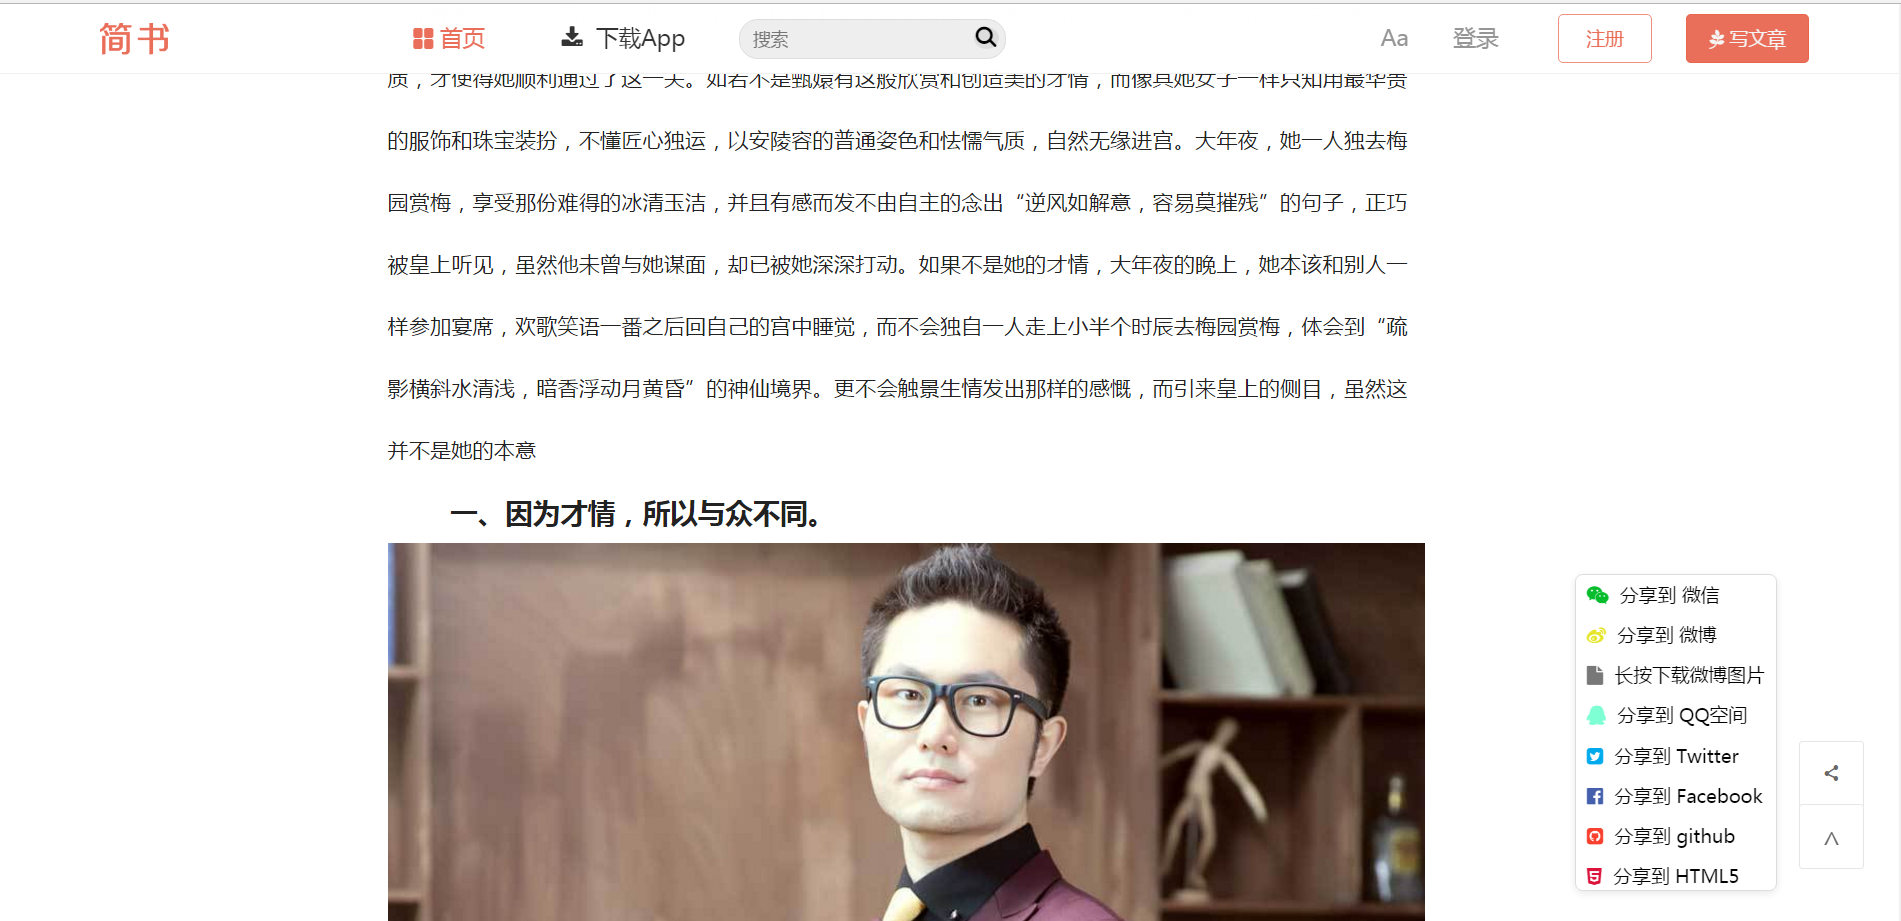 简书
首页
下载App
搜索
Aa
登录
注册
写文章
质，才使得她顺利通过了这一关。如若不是甄嬛有这般欣赏和创造美的才情，而像其她女子一样只知用最华贵
的服饰和珠宝装扮，不懂匠心独运，以安陵容的普通姿色和怯懦气质，自然无缘进宫。大年夜，她一人独去梅
园赏梅，享受那份难得的冰清玉洁，并且有感而发不由自主的念出“逆风如解意，容易莫摧残”的句子，正巧
被皇上听见，虽然他未曾与她谋面，却已被她深深打动。如果不是她的才情，大年夜的晚上，她本该和别人一
样参加宴席，欢歌笑语一番之后回自己的宫中睡觉，而不会独自一人走上小半个时辰去梅园赏梅，体会到“疏
影横斜水清浅，暗香浮动月黄昏”的神仙境界。更不会触景生情发出那样的感慨，而引来皇上的侧目，虽然这
并不是她的本意
一、因为才情，所以与众不同。
分享到 微信
分享到 微博
长按下载微博图片
分享到 QQ空间
分享到 Twitter
分享到 Facebook
分享到 github
分享到 HTML5